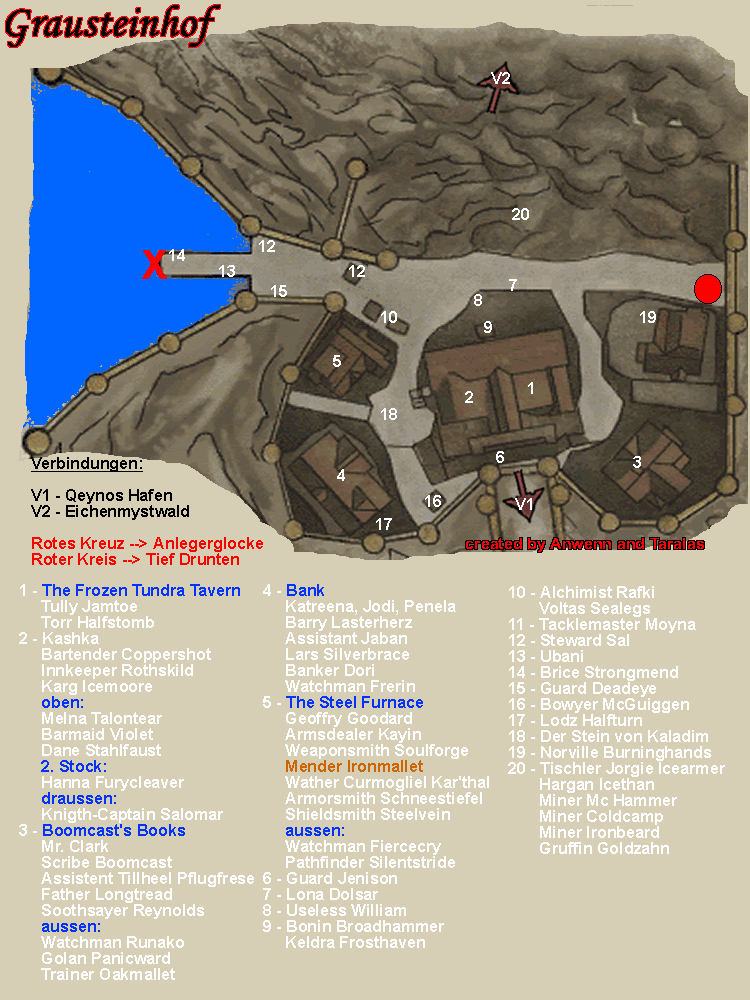 Grausteinhof
V2
20
14
12
13
12
15
7
8
10
9
19
5
1
2
18
6
3
4
16
V1
17
Verbindungen:
V1 - Qeynos Hafen
V2 - Eichenmystwald
Rotes Kreuz --> Anlegerglocke
Roter Kreis --> Tief Drunten
created by Anwenn and Taralas
1 - The Frozen Tundra Tavern
Tully Jamtoe
Torr Halfstomb
2 - Kashka
Bartender Coppershot
Innkeeper Rothskild
Karg Icemoore
oben:
Melna Talontear
Barmaid Violet
Dane Stahlfaust
2. Stock:
Hanna Furycleaver
draussen:
Knigth-Captain Salomar
3 - Boomcast's Books
Mr. Clark
Scribe Boomcast
Assistent Tillheel Pflugfrese
Father Longtread
Soothsayer Reynolds
aussen:
Watchman Runako
Golan Panicward
Trainer Oakmallet
4 - Bank
Katreena, Jodi, Penela
Barry Lasterherz
Assistant Jaban
Lars Silverbrace
Banker Dori
Watchman Frerin
5 - The Steel Furnace
Geoffry Goodard
Armsdealer Kayin
Weaponsmith Soulforge
Mender Ironmallet
Wather Curmogliel Kar'thal
Armorsmith Schneestiefel
Shieldsmith Steelvein
aussen:
Watchman Fiercecry
Pathfinder Silentstride
6 - Guard Jenison
7 - Lona Dolsar
8 - Useless William
9 - Bonin Broadhammer
Keldra Frosthaven
10 - Alchimist Rafki
Voltas Sealegs
11 - Tacklemaster Moyna
12 - Steward Sal
13 - Ubani
14 - Brice Strongmend
15 - Guard Deadeye
16 - Bowyer McGuiggen
17 - Lodz Halfturn
18 - Der Stein von Kaladim
19 - Norville Burninghands
20 - Tischler Jorgie Icearmer
Hargan Icethan
Miner Mc Hammer
Miner Coldcamp
Miner Ironbeard
Gruffin Goldzahn